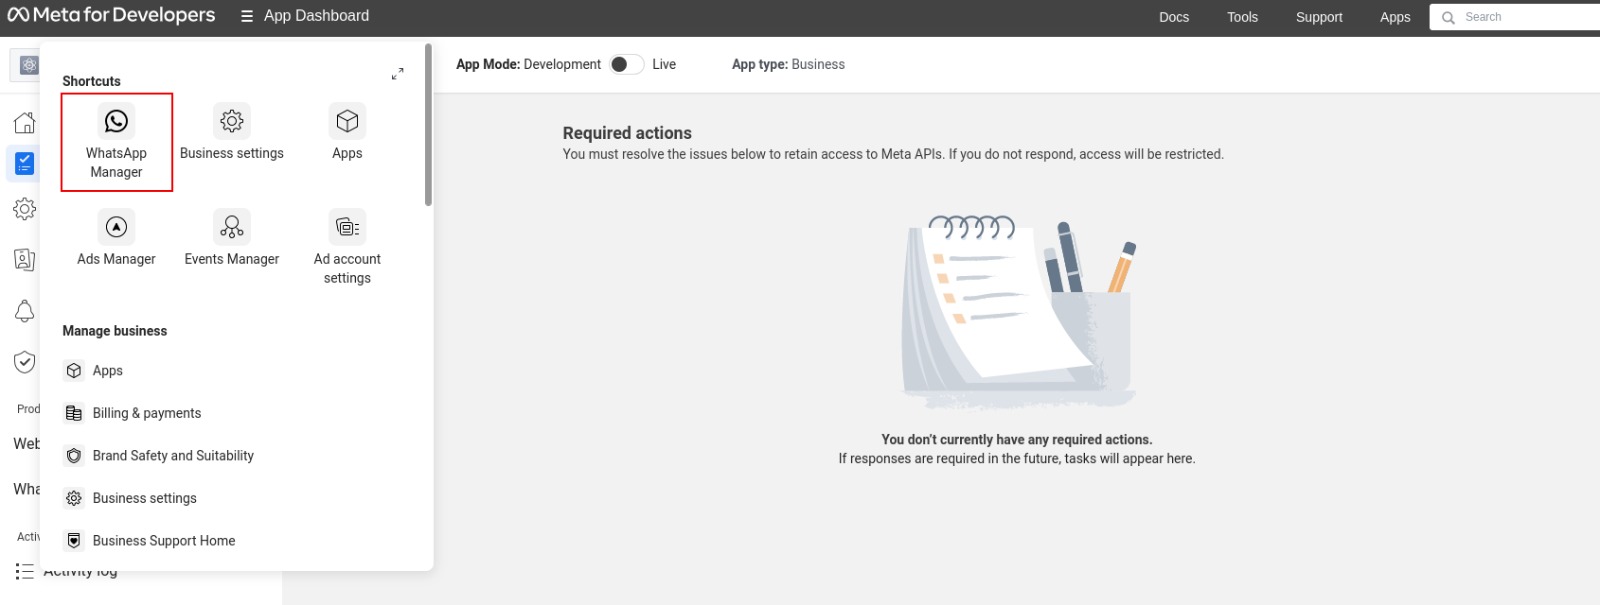 Meta for Developers
App Dashboard
Docs
Tools
Support
Apps
Search
App Mode: Development
Live
App type: Business
Shortcuts
WhatsApp
Manager
Business settings
Apps
Ads Manager
Events Manager
Ad account
settings
Manage business
Apps
Billing & payments
Brand Safety and Suitability
Business settings
Business Support Home
Prod
Web
Wha
Activ
Activity log
Required actions
You must resolve the issues below to retain access to Meta APIs. If you do not respond, access will be restricted.
You don't currently have any required actions.
If responses are required in the future, tasks will appear here.